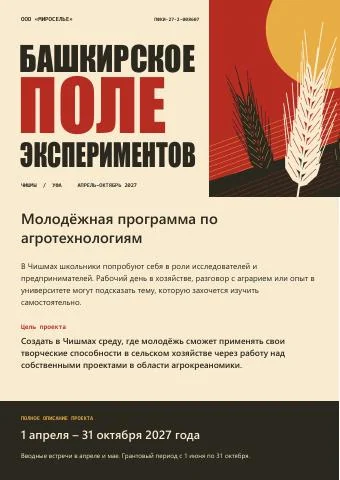 ООО «МИРОСЕЛЬЕ»
ПФКИ-27-2-009607
БАШКИРСКОЕ
ПОЛЕ
ЭКСПЕРИМЕНТОВ
ЧИШМЫ / УФА АПРЕЛЬ–ОКТЯБРЬ 2027
Молодёжная программа по
агротехнологиям
В Чишмах школьники попробуют себя в роли исследователей и
предпринимателей. Рабочий день в хозяйстве, разговор с аграрием или опыт в
университете могут подсказать тему, которую захочется изучить
самостоятельно.
Цель проекта
Создать в Чишмах среду, где молодёжь сможет применять свои
творческие способности в сельском хозяйстве через работу над
собственными проектами в области агрокреаномики.
ПОЛНОЕ ОПИСАНИЕ ПРОЕКТА
1 апреля – 31 октября 2027 года
Вводные встречи в апреле и мае. Грантовый период с 1 июня по 31 октября.